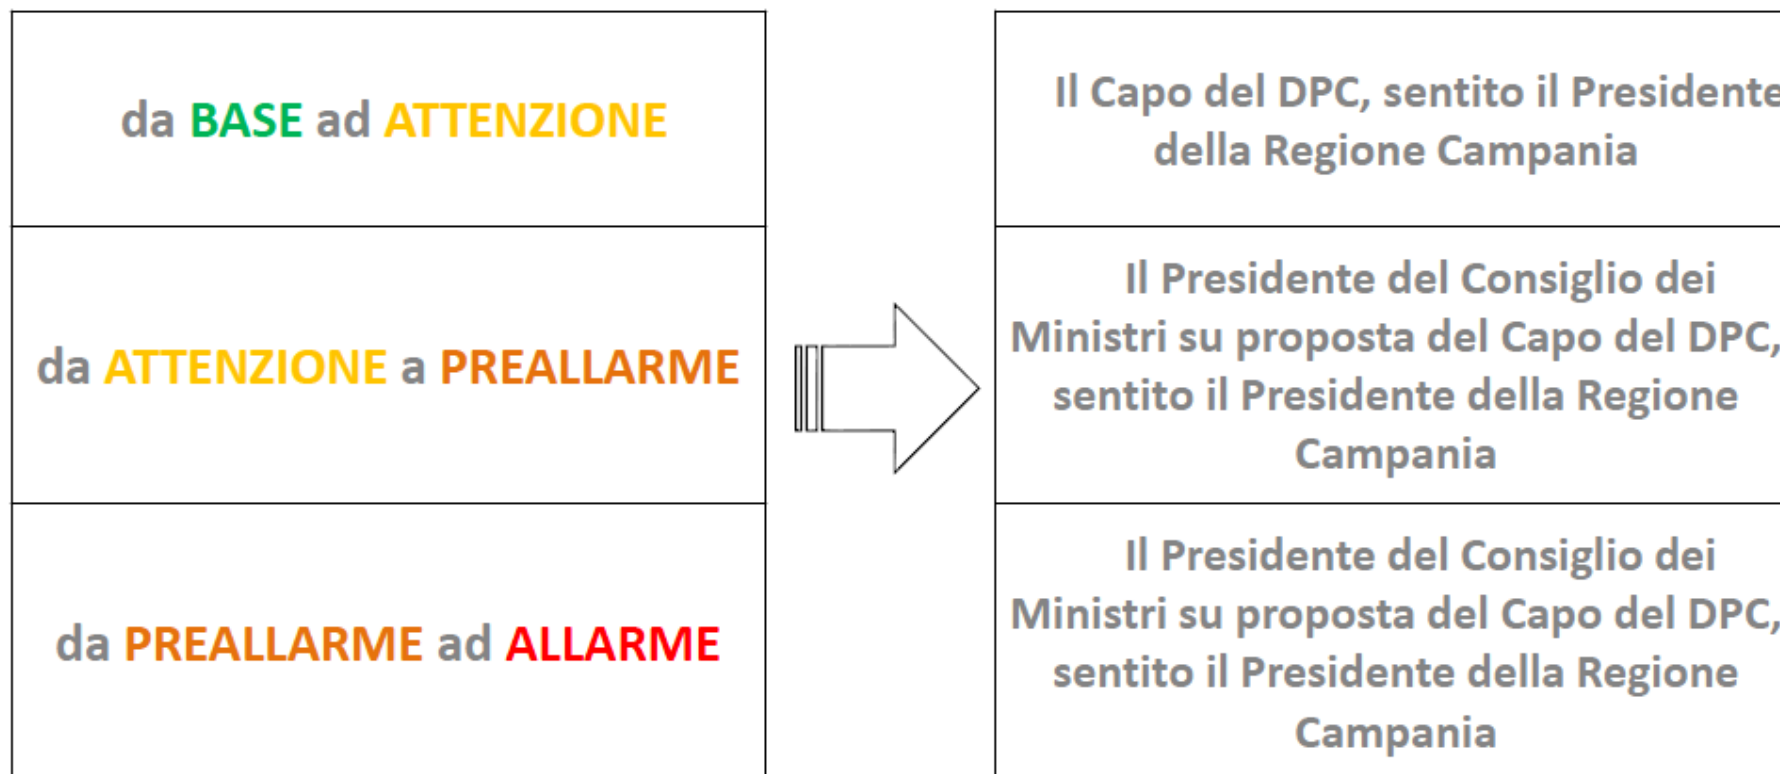 da BASE ad ATTENZIONE
Il Capo del DPC, sentito il Presidente
della Regione Campania
da ATTENZIONE a PREALLARME
Il Presidente del Consiglio dei
Ministri su proposta del Capo del DPC,
sentito il Presidente della Regione
Campania
da PREALLARME ad ALLARME
Il Presidente del Consiglio dei
Ministri su proposta del Capo del DPC,
sentito il Presidente della Regione
Campania